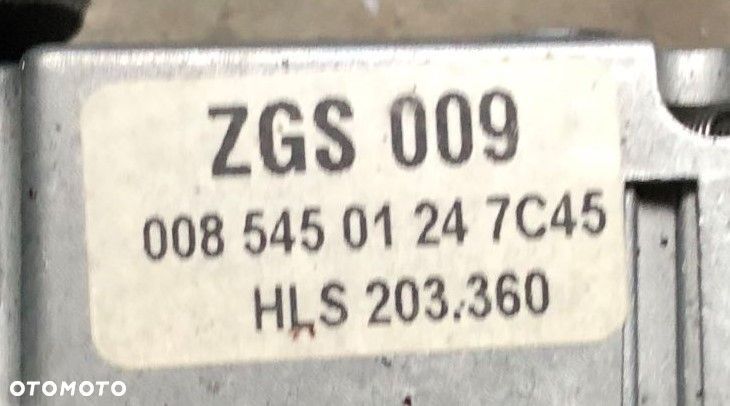 ZGS 009
008 545 01 24 7C45
HLS 203.360
OTOMOTO